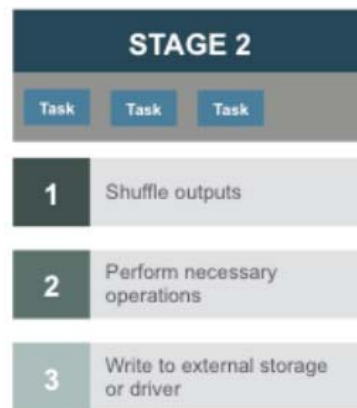 STAGE 2
Task Task Task
1 Shuffle outputs
2 Perform necessary
operations
3 Write to external storage
or driver